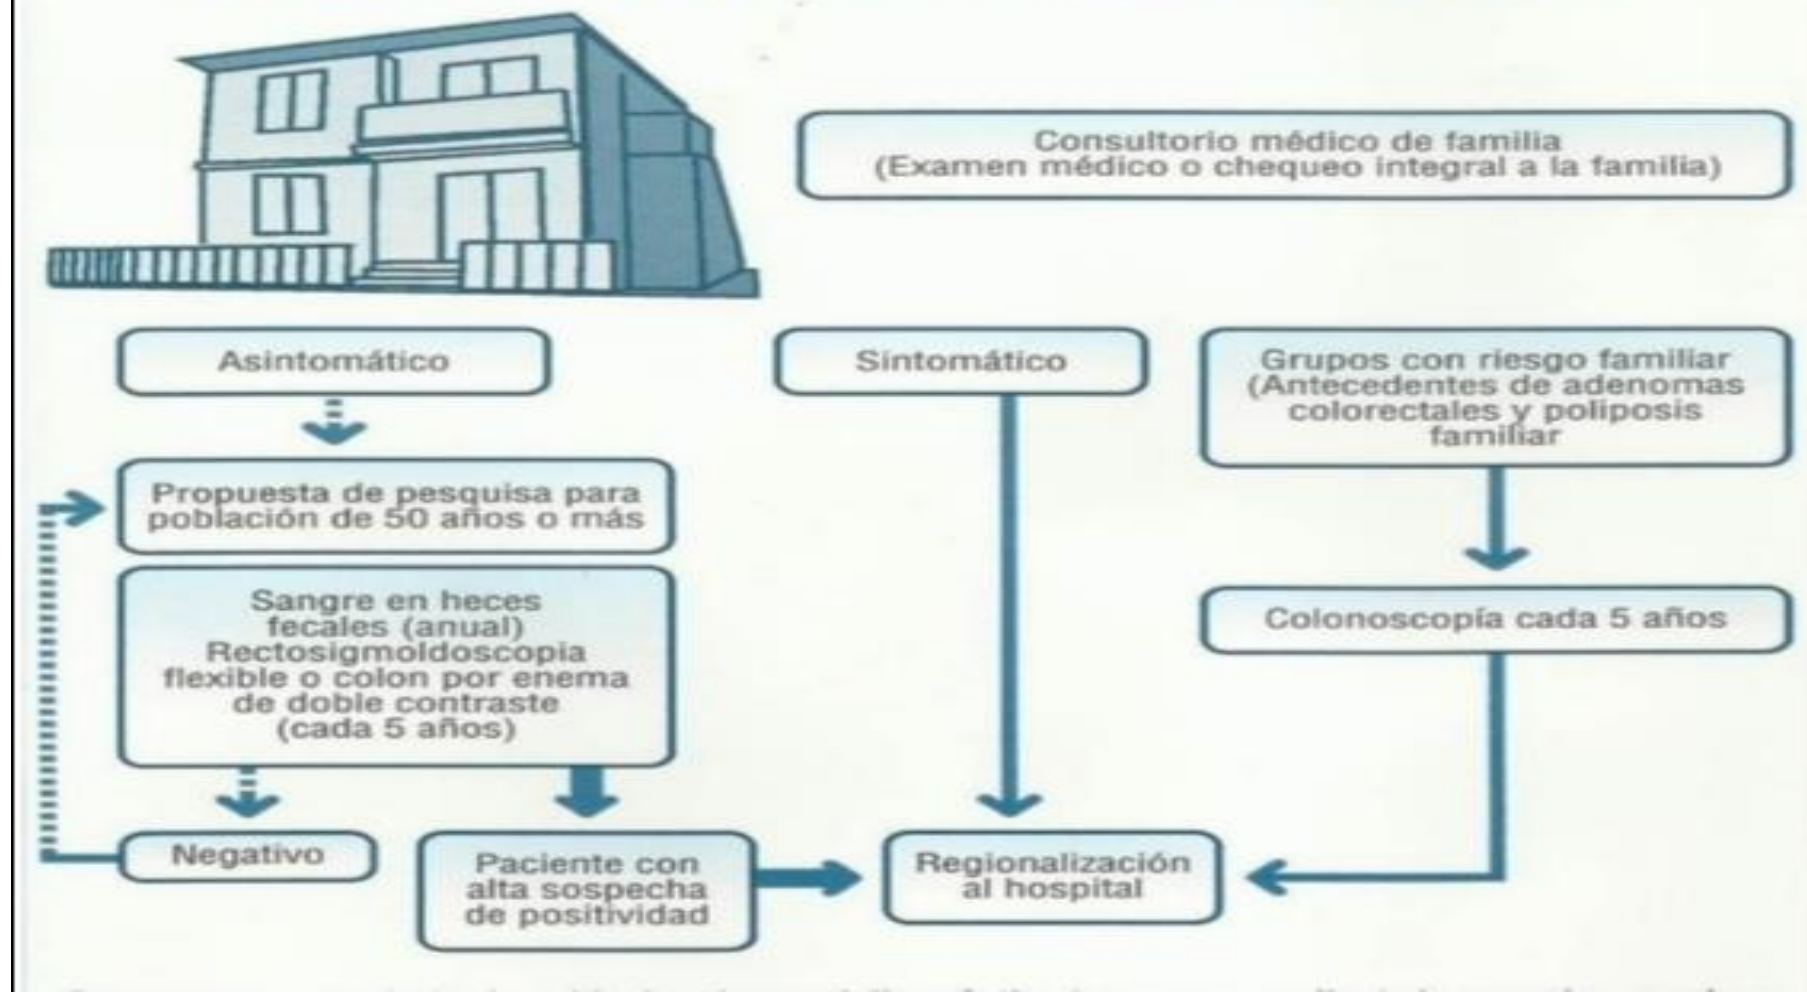 Consultorio médico de familia
(Examen médico o chequeo integral a la familia)
Asintomático
Sintomático
Grupos con riesgo familiar
(Antecedentes de adenomas
colorectales y poliposis
familiar
Propuesta de pesquisa para
población de 50 años o más
Sangre en heces
fecales (anual)
Rectosigmoldoscopia
flexible o colon por enema
de doble contraste
(cada 5 años)
Colonoscopía cada 5 años
Negativo
Paciente con
alta sospecha
de positividad
Regionalización
al hospital